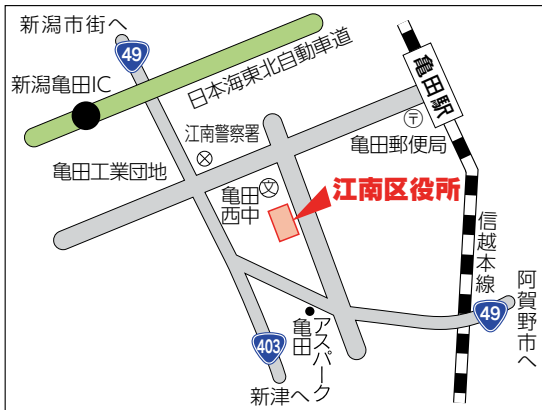 新潟市街へ
49
新潟亀田IC
日本海東北自動車道
亀田駅
江南警察署
〒
亀田郵便局
亀田工業団地
亀田西中
文
江南区役所
信越本線
阿賀野市へ
49
亀田アスパーク
403
新津へ